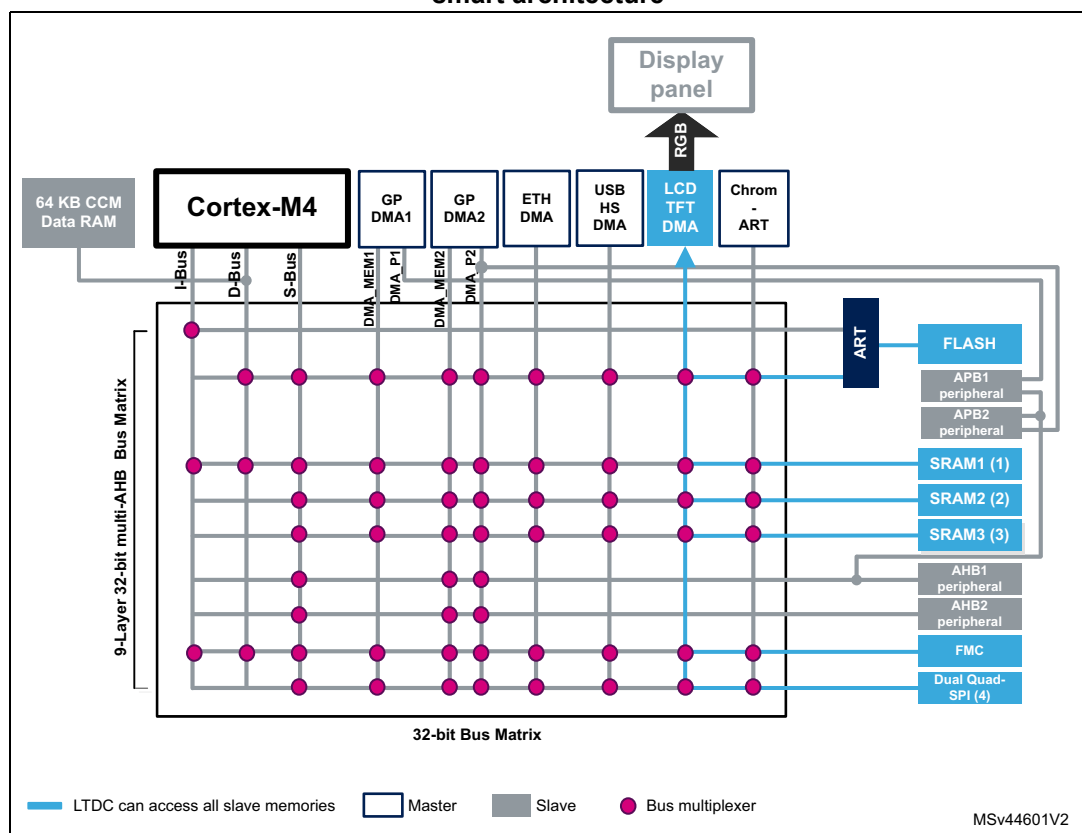 smart architecture
Display
panel
RGB
64 KB CCM
Data RAM
Cortex-M4
GP
DMA1
GP
DMA2
ETH
DMA
USB
HS
DMA
LCD
TFT
DMA
Chrom
-
ART
I-Bus
D-Bus
S-Bus
DMA_MEM1
DMA_P1
DMA_MEM2
DMA_P2
ART
FLASH
APB1
peripheral
APB2
peripheral
9-Layer 32-bit multi-AHB Bus Matrix
SRAM1 (1)
SRAM2 (2)
SRAM3 (3)
AHB1
peripheral
AHB2
peripheral
FMC
Dual Quad-
SPI (4)
32-bit Bus Matrix
LTDC can access all slave memories
Master
Slave
Bus multiplexer
MSv44601V2